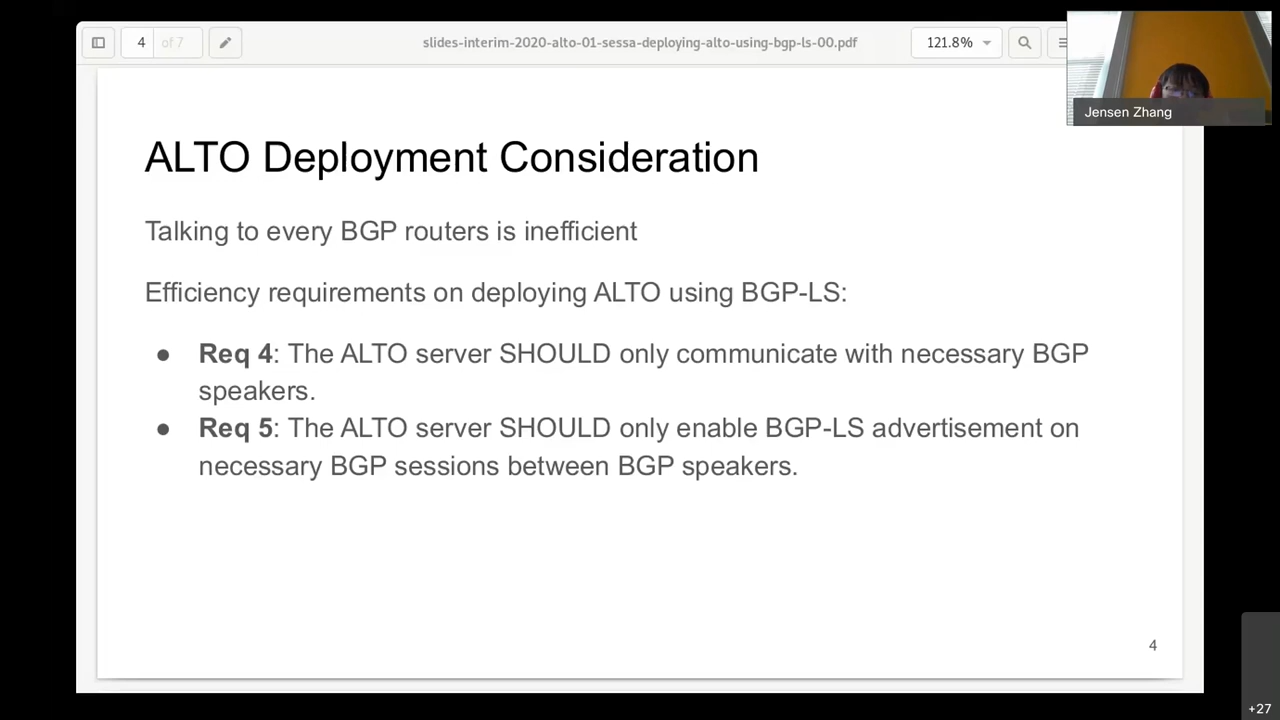 4 of 7
slides-interim-2020-alto-01-sessa-deploying-alto-using-bgp-ls-00.pdf
121.8%
Jensen Zhang
ALTO Deployment Consideration
Talking to every BGP routers is inefficient
Efficiency requirements on deploying ALTO using BGP-LS:
● Req 4: The ALTO server SHOULD only communicate with necessary BGP
speakers.
● Req 5: The ALTO server SHOULD only enable BGP-LS advertisement on
necessary BGP sessions between BGP speakers.
4
+27